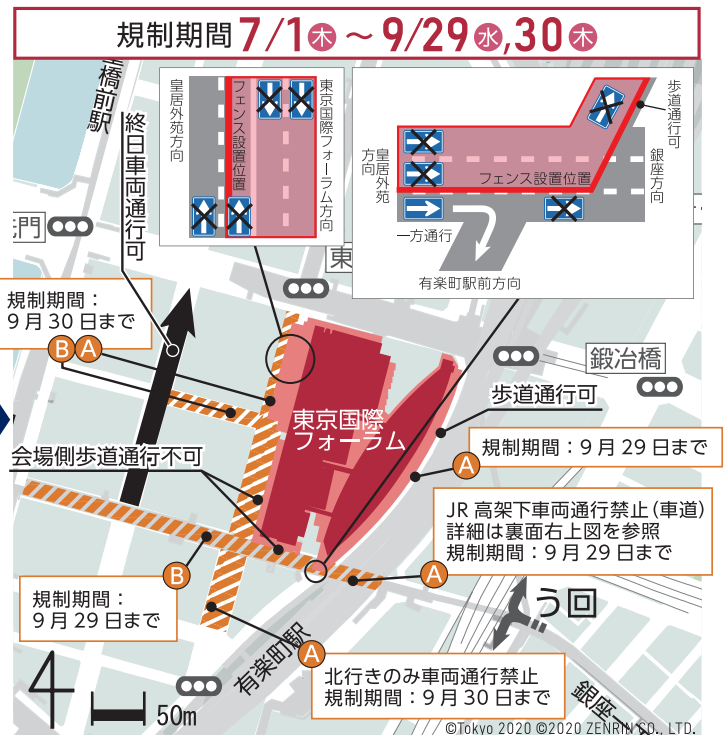 規制期間 7/1㊍ ~ 9/29㊌,30㊍
橋前駅
終日車両通行可
皇居外苑方向
フェンス設置位置
東京国際フォーラム方向
歩道通行可
皇居外苑
方向
フェンス設置位置
銀座方向
一方通行
有楽町駅前方向
門
東
規制期間：
9月30日まで
B A
鍛冶橋
東京国際
フォーラム
歩道通行可
会場側歩道通行不可
規制期間：9月29日まで
A
JR高架下車両通行禁止（車道）
詳細は裏面右上図を参照
規制期間：9月29日まで
A
B
規制期間：
9月29日まで
う回
A
北行きのみ車両通行禁止
規制期間：9月30日まで
有楽町駅
銀座一
4
50m
©Tokyo 2020 ©2020 ZENRIN CO., LTD.